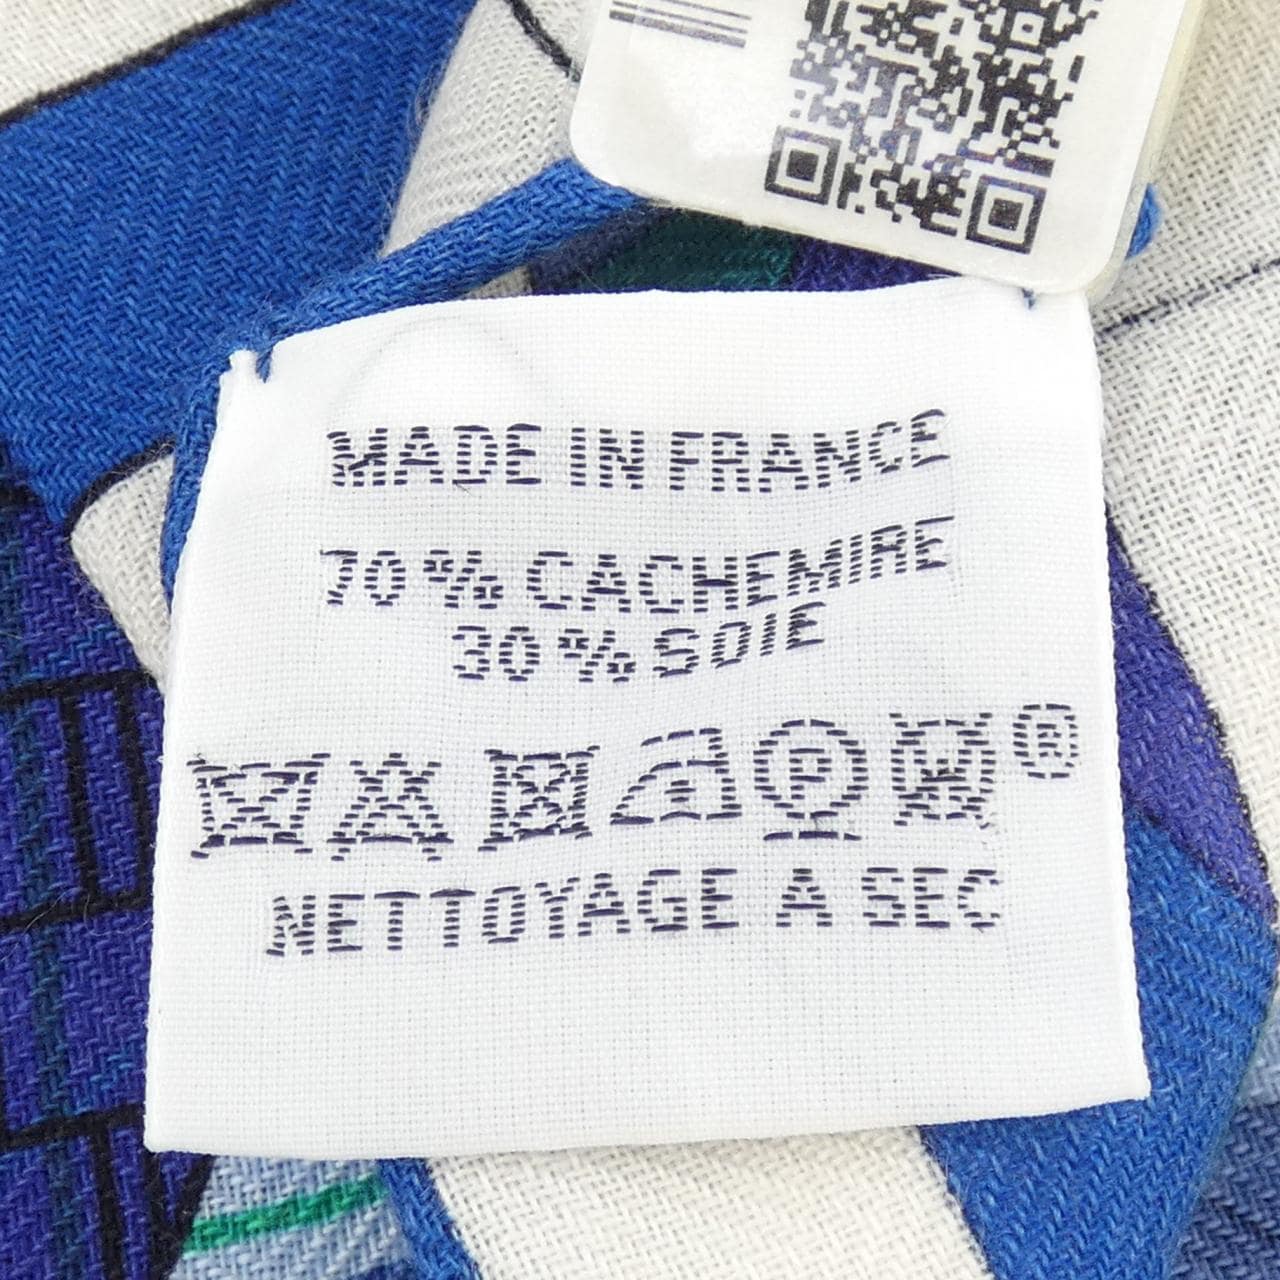 MADE IN FRANCE
70% CACHEMIRE
30% SOIE
P ®
NETTOYAGE A SEC